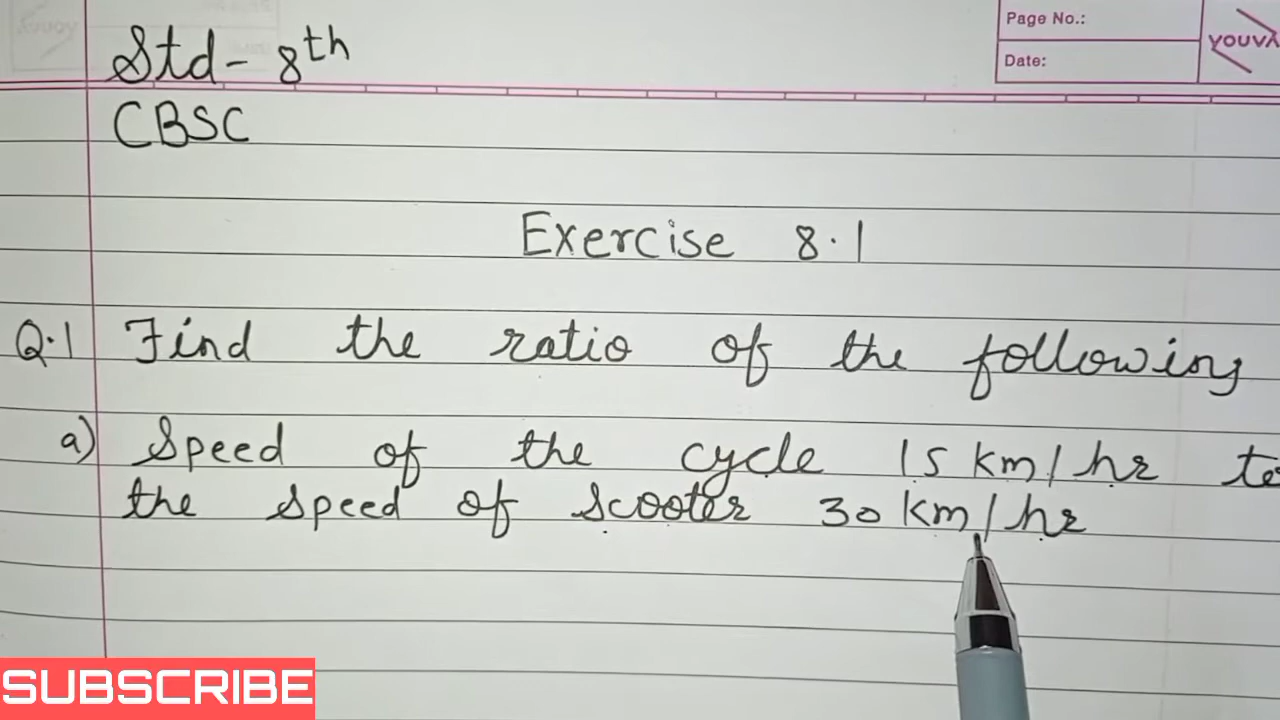 Page No.:
Date:
YOUVA
Std - 8th
CBSC
Exercise 8.1
Q.1 Find the ratio of the following
a) Speed of the cycle 15 km/hr to
the speed of scooter 30 km/hr
SUBSCRIBE